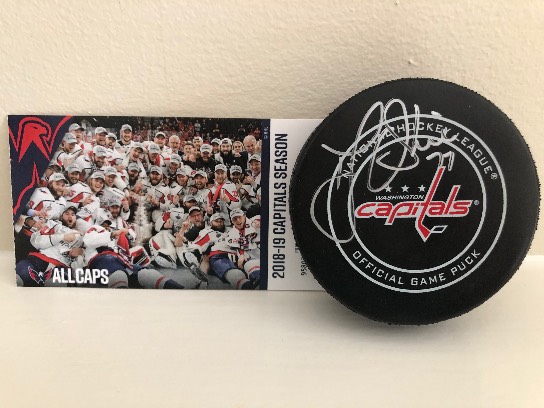 ALLCAPS
2018-19 CAPITALS SEASON
NATIONAL HOCKEY LEAGUE®
77
WASHINGTON
capitals®
OFFICIAL GAME PUCK